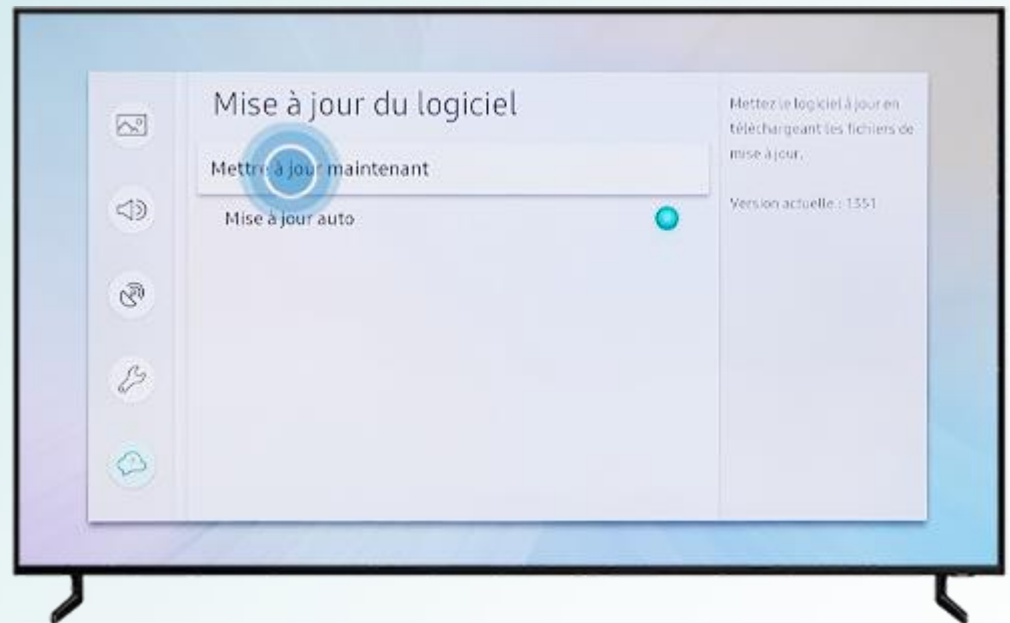 Mise à jour du logiciel
Mettre à jour maintenant
Mise à jour auto
Mettez le logiciel à jour en
téléchargeant les fichiers de
mise à jour.
Version actuelle : 1351